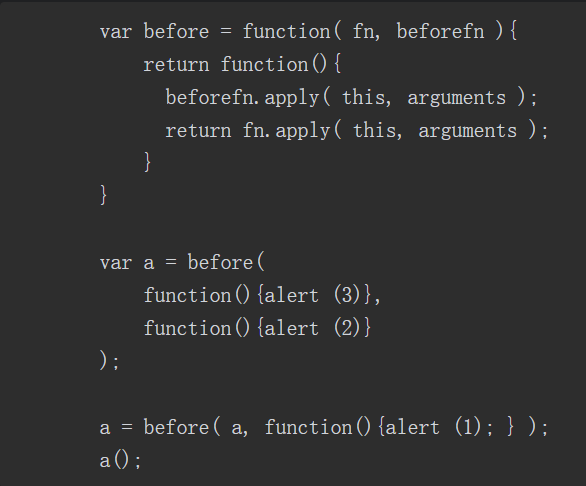 var before = function( fn, beforefn ){
    return function(){
      beforefn.apply( this, arguments );
      return fn.apply( this, arguments );
    }
}

var a = before(
    function(){alert (3)},
    function(){alert (2)}
);

a = before( a, function(){alert (1); } );
a();